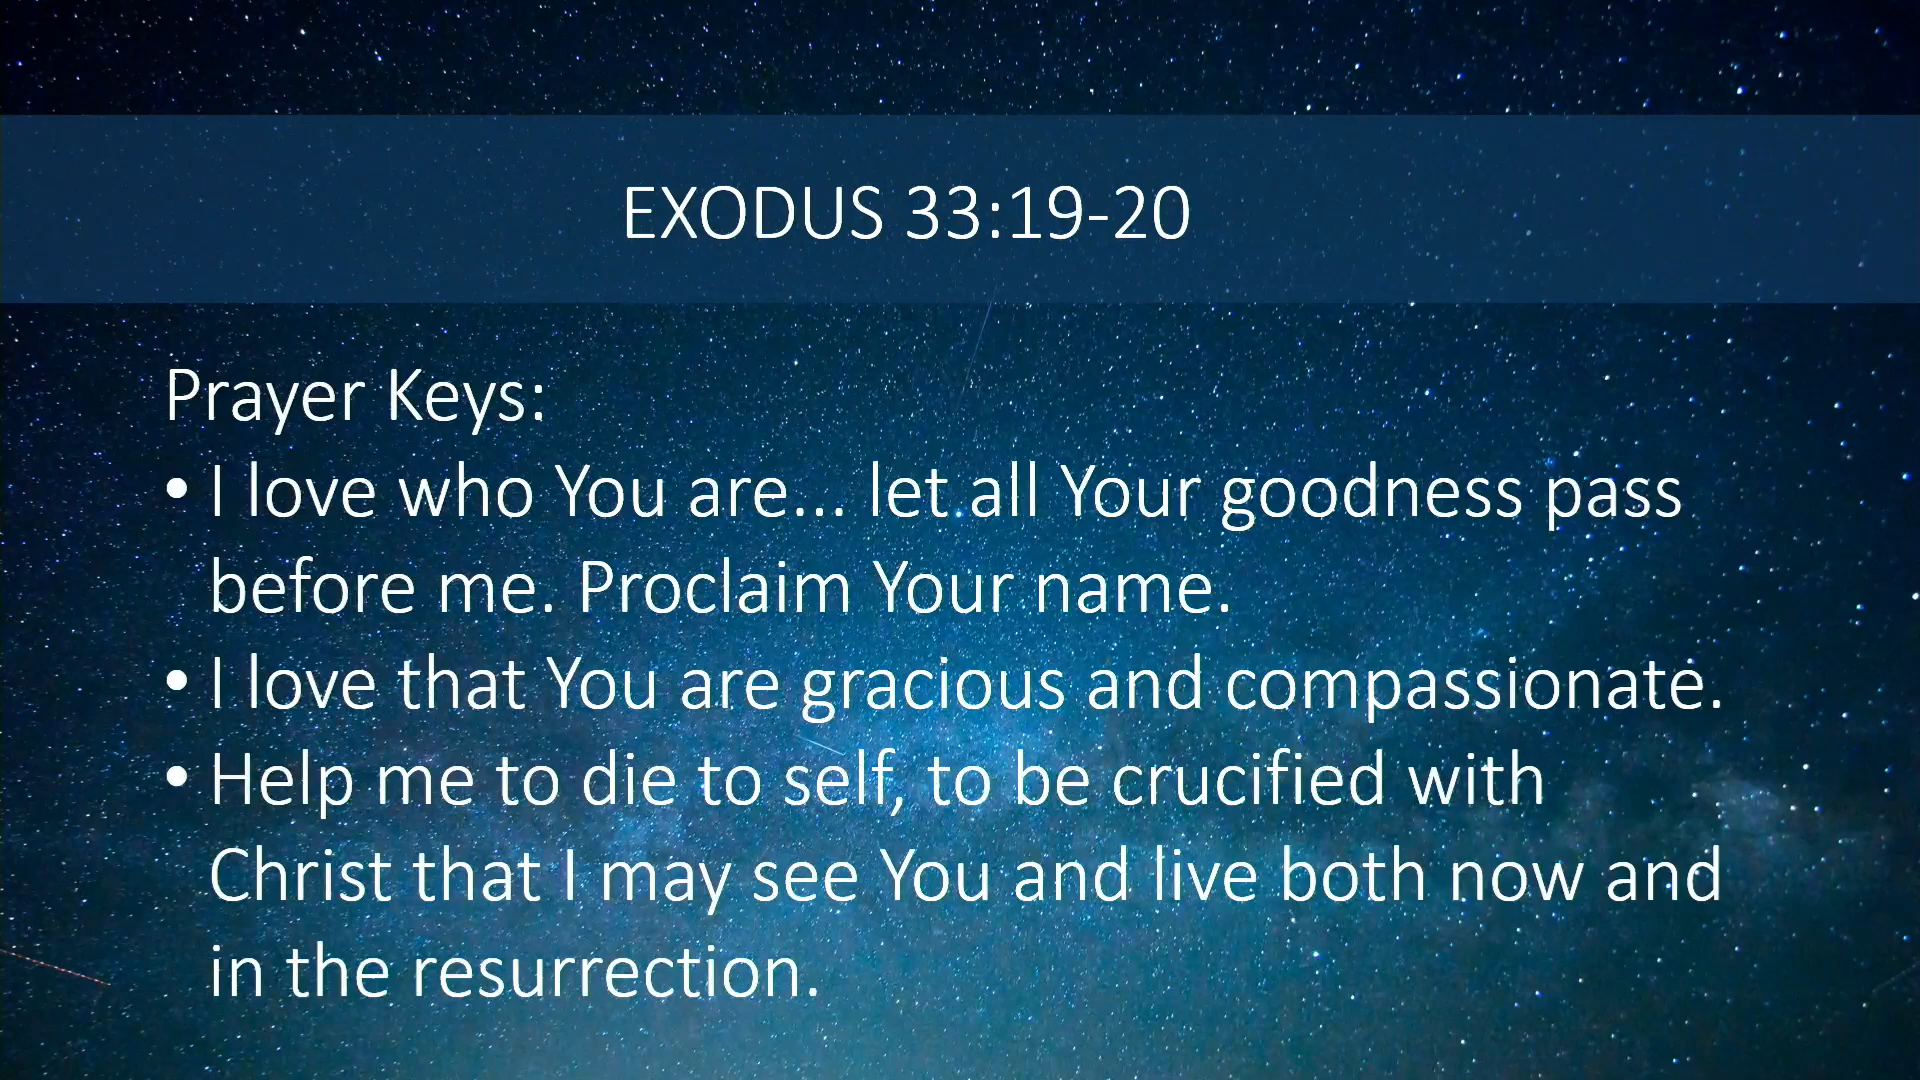 EXODUS 33:19-20
Prayer Keys:
• I love who You are... let all Your goodness pass
before me. Proclaim Your name.
• I love that You are gracious and compassionate.
• Help me to die to self, to be crucified with
Christ that I may see You and live both now and
in the resurrection.